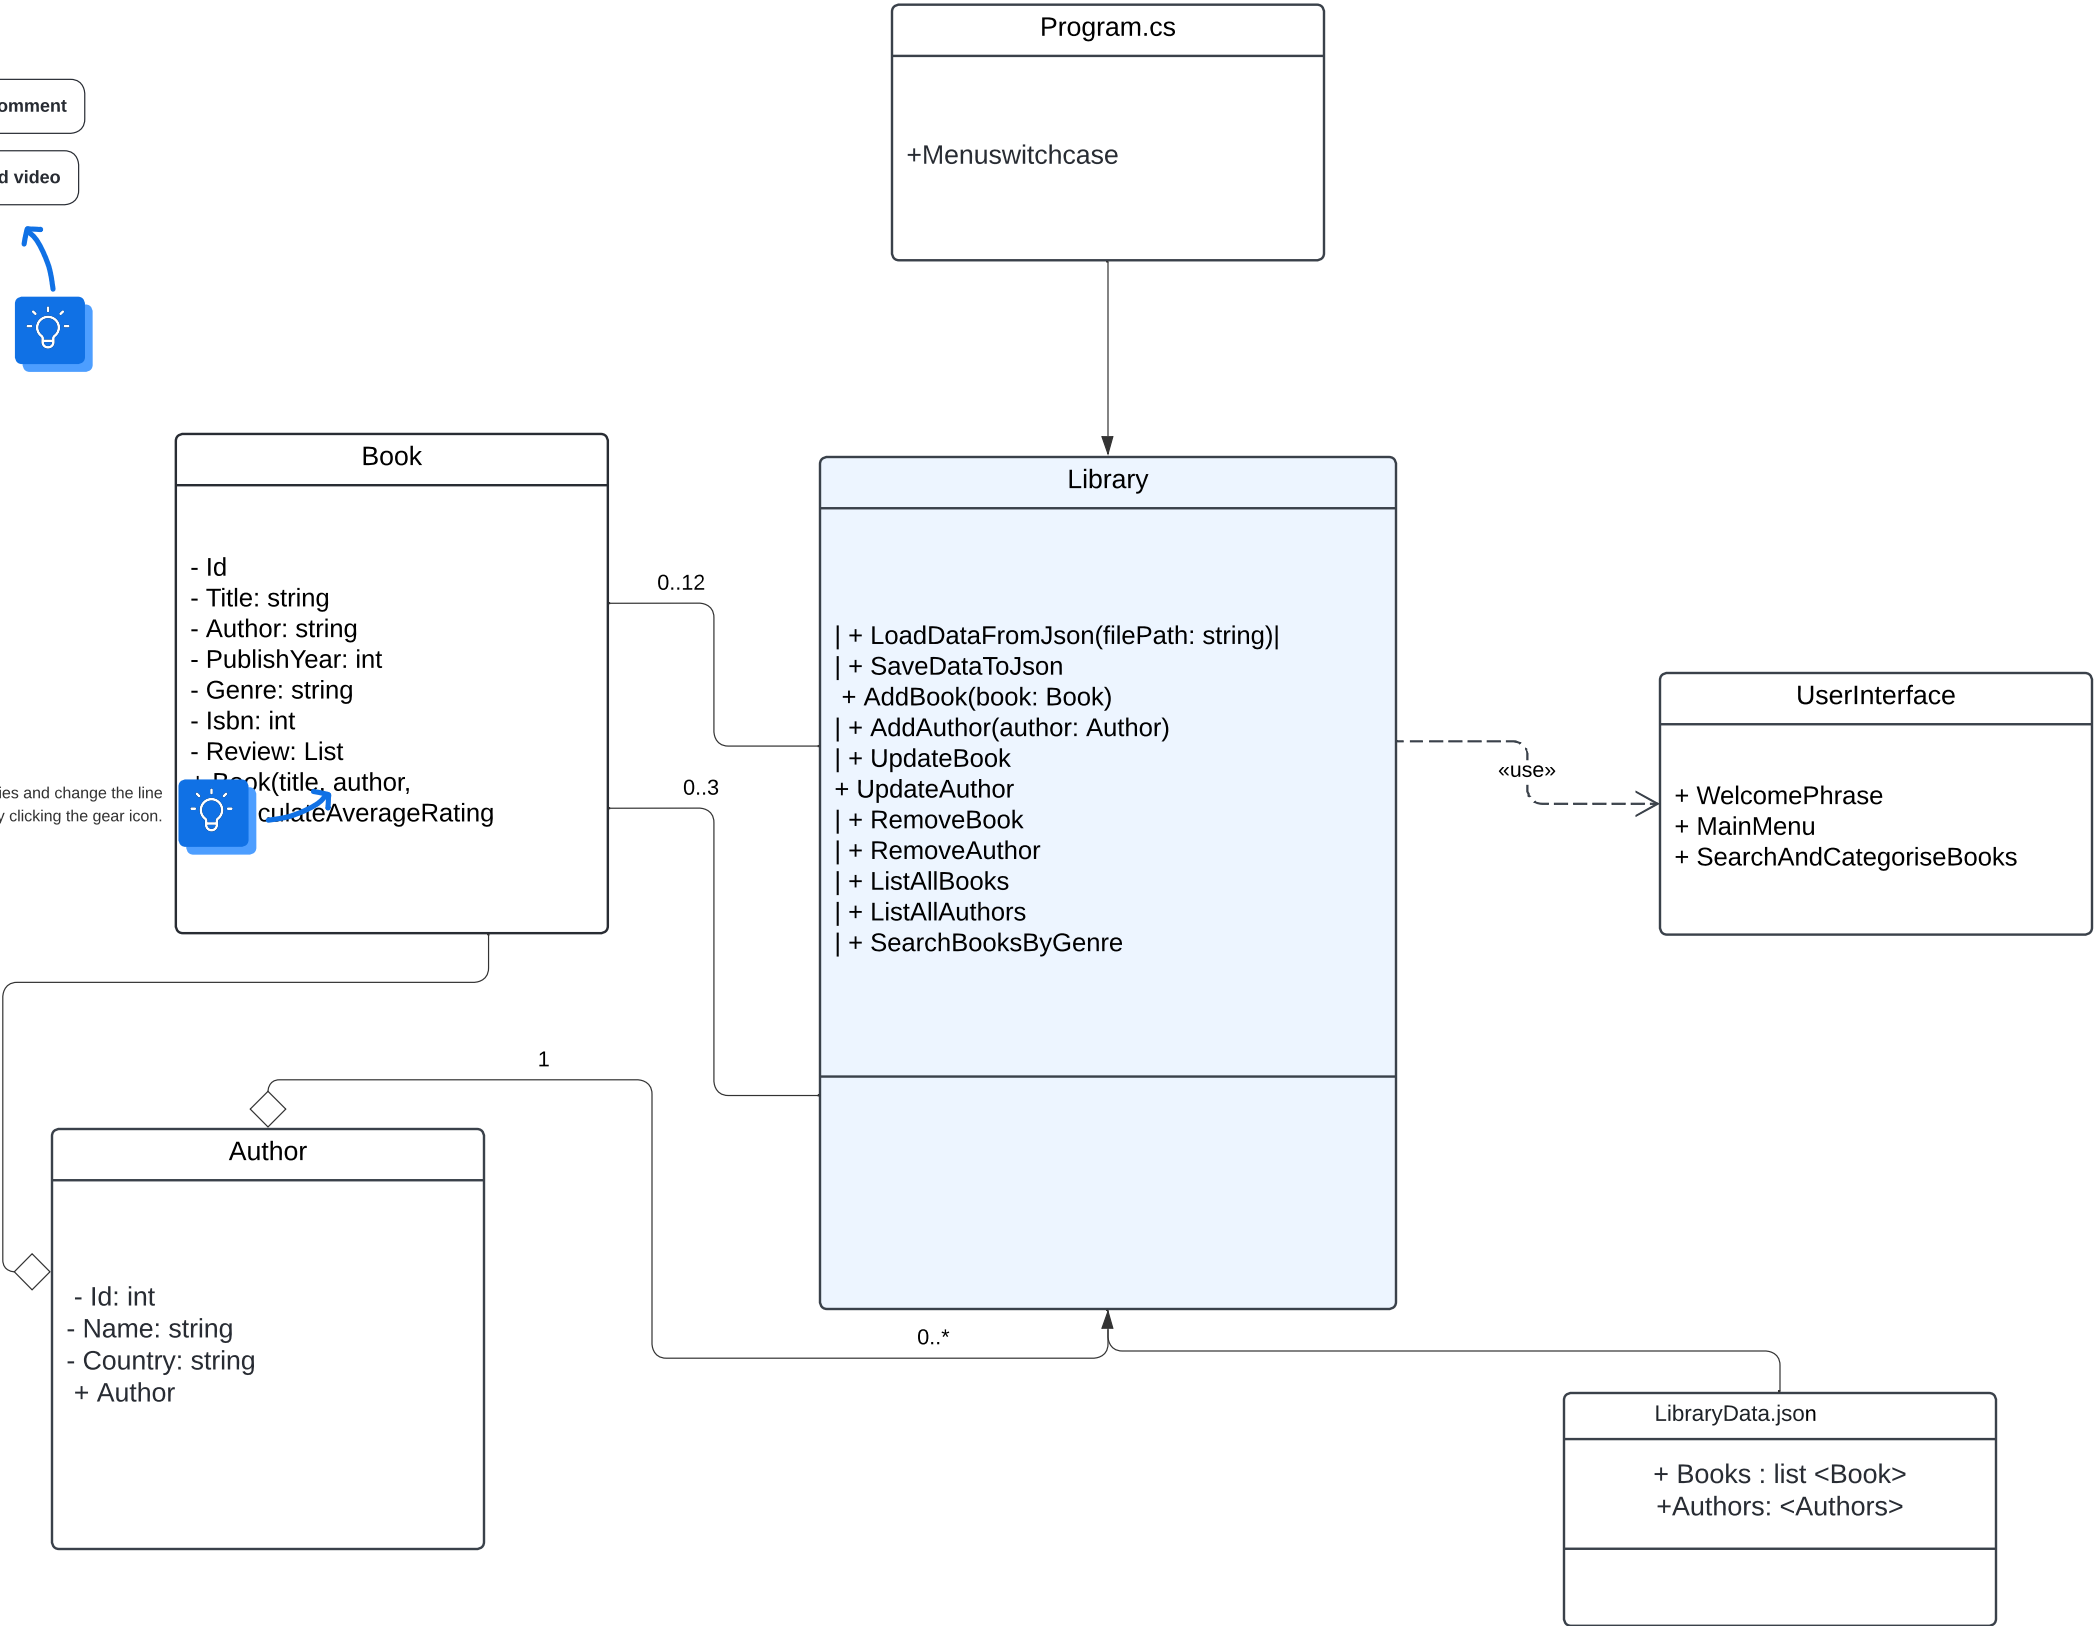 Program.cs
+Menuswitchcase
omment
d video
Book
- Id
- Title: string
- Author: string
- PublishYear: int
- Genre: string
- Isbn: int
- Review: List
+ Book(title, author,
culateAverageRating
ies and change the line
y clicking the gear icon.
0..12
0..3
Library
| + LoadDataFromJson(filePath: string)|
| + SaveDataToJson
+ AddBook(book: Book)
| + AddAuthor(author: Author)
| + UpdateBook
+ UpdateAuthor
| + RemoveBook
| + RemoveAuthor
| + ListAllBooks
| + ListAllAuthors
| + SearchBooksByGenre
«use»
UserInterface
+ WelcomePhrase
+ MainMenu
+ SearchAndCategoriseBooks
1
0..*
Author
- Id: int
- Name: string
- Country: string
+ Author
LibraryData.json
+ Books : list <Book>
+Authors: <Authors>